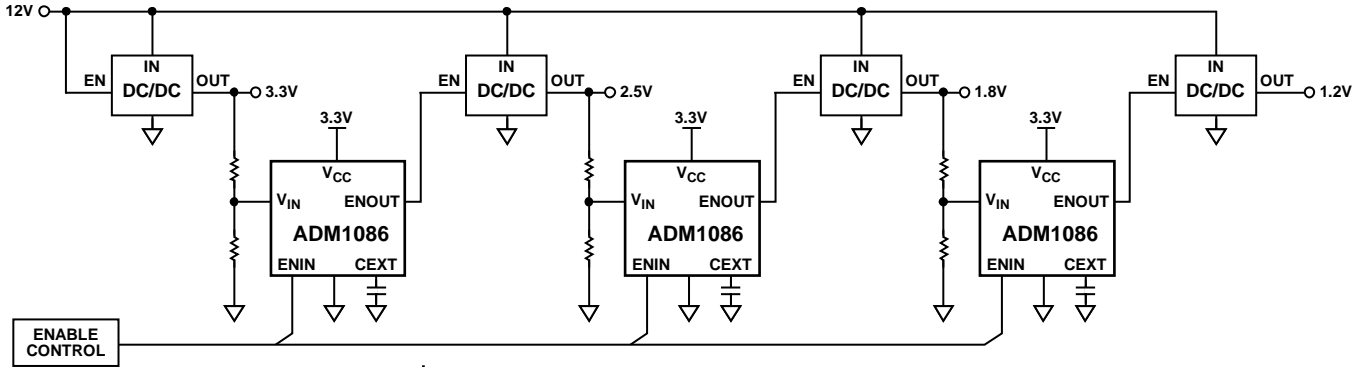 12V
IN
EN DC/DC OUT 3.3V
IN
EN DC/DC OUT 2.5V
IN
EN DC/DC OUT 1.8V
IN
EN DC/DC OUT 1.2V
3.3V
VCC
VIN ENOUT
ADM1086
ENIN CEXT
3.3V
VCC
VIN ENOUT
ADM1086
ENIN CEXT
3.3V
VCC
VIN ENOUT
ADM1086
ENIN CEXT
ENABLE
CONTROL